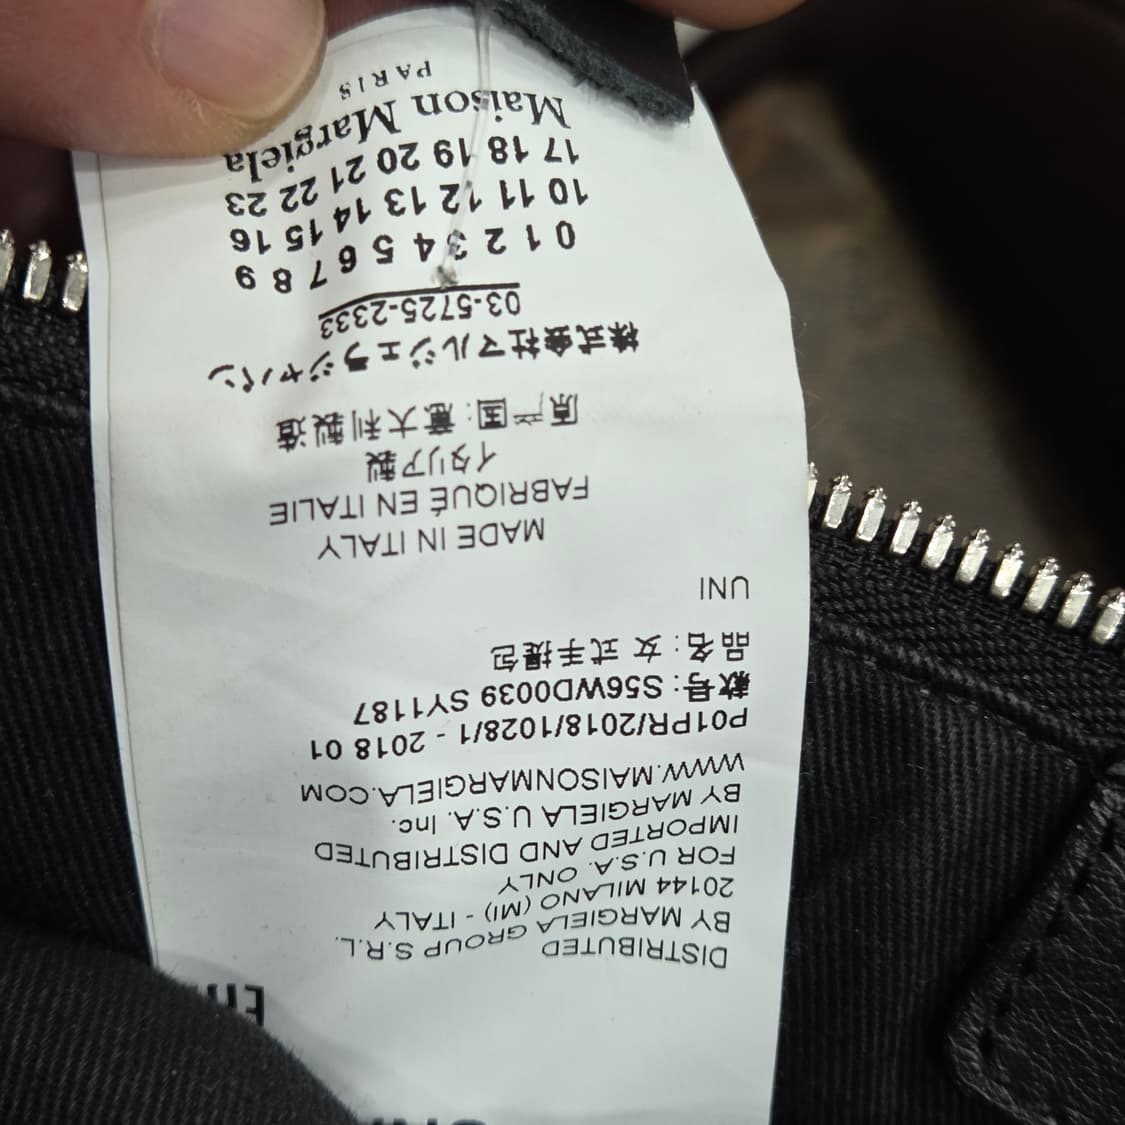 DISTRIBUTED
BY MARGIELA GROUP S.R.L.
20144 MILANO (MI) - ITALY
FOR U.S.A. ONLY
IMPORTED AND DISTRIBUTED
BY MARGIELA U.S.A. Inc.
WWW.MAISONMARGIELA.COM
P01PR/2018/1028/1 - 2018 01
款号: S56WD0039 SY1187
品名: 女式手提包
UNI
MADE IN ITALY
FABRIQUÉ EN ITALIE
イタリア製
原产国: 意大利製造
株式会社マルジェラジャパン
03-5725-2333
0 1 2 3 4 5 6 7 8 9
10 11 12 13 14 15 16
17 18 19 20 21 22 23
Maison Margiela
PARIS